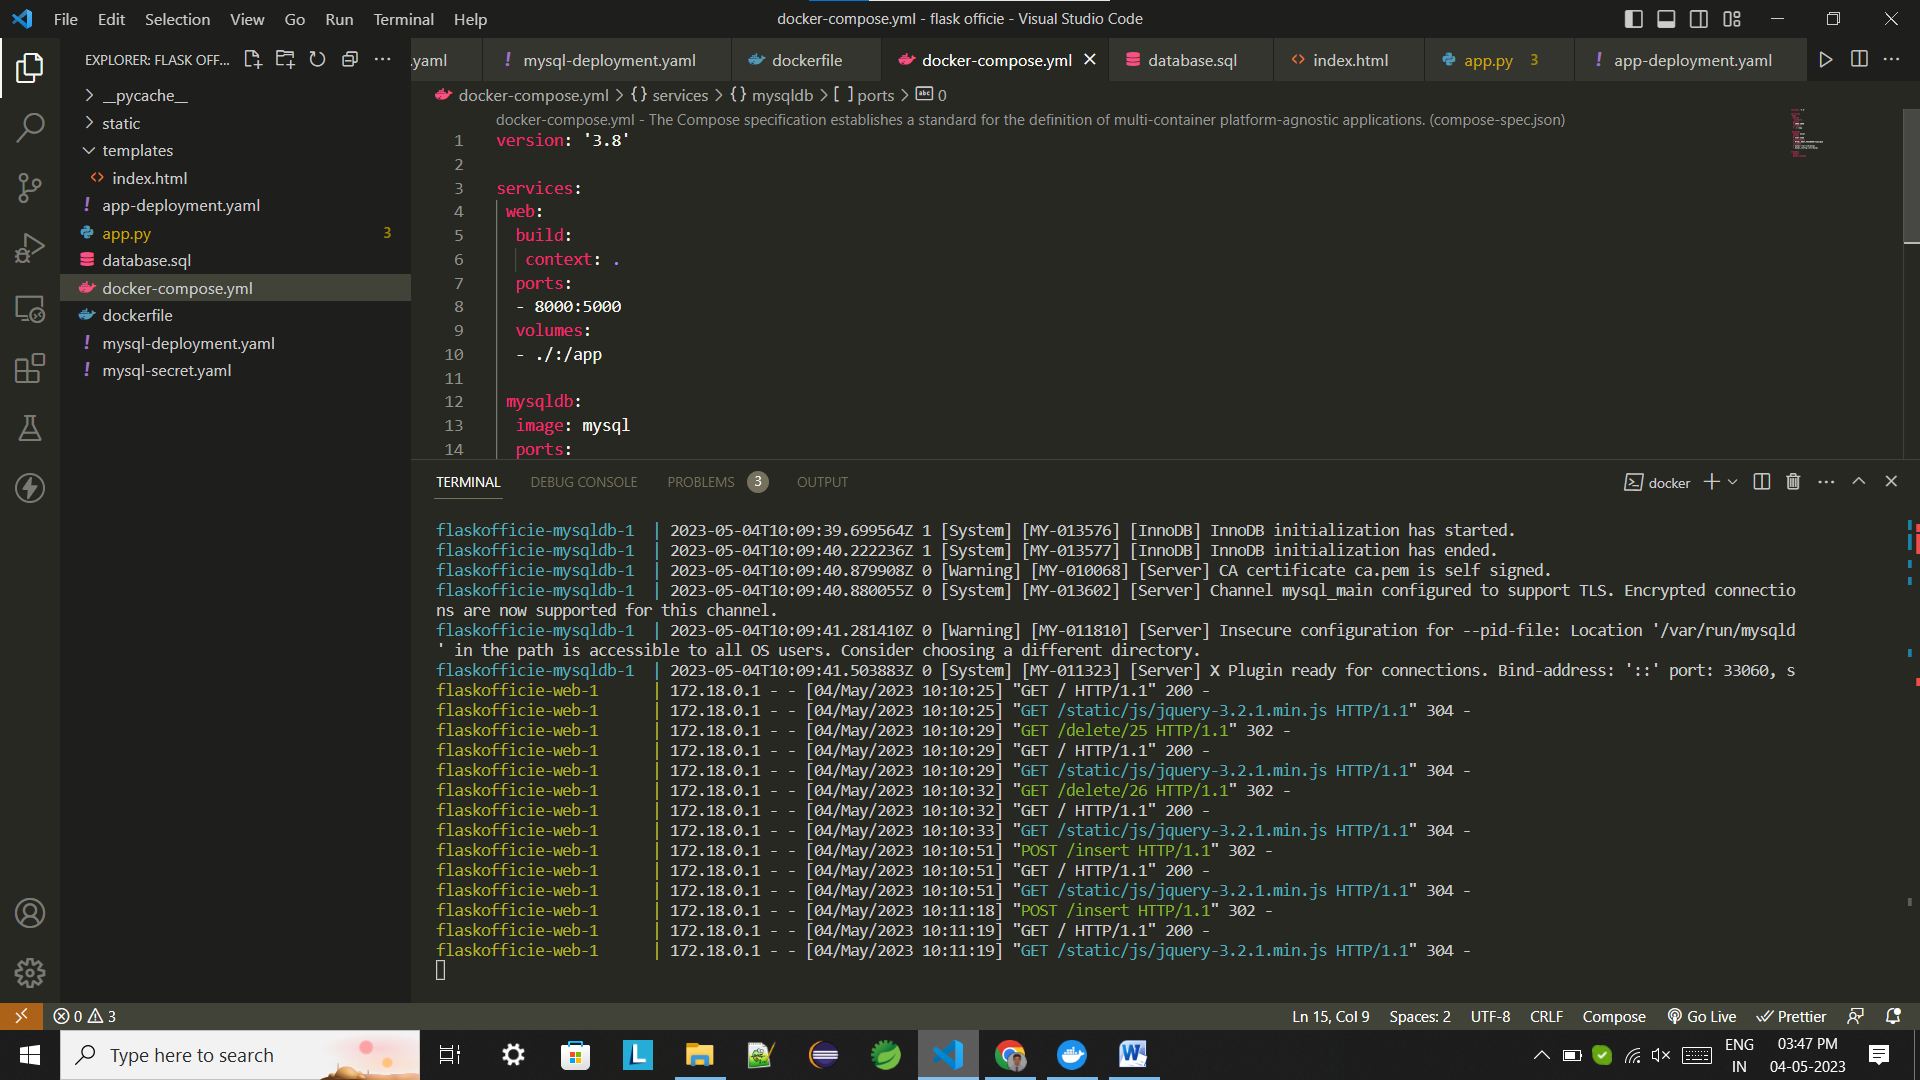 File Edit Selection View Go Run Terminal Help
docker-compose.yml - flask officie - Visual Studio Code
EXPLORER: FLASK OFF...
__pycache__
static
templates
index.html
app-deployment.yaml
app.py 3
database.sql
docker-compose.yml
dockerfile
mysql-deployment.yaml
mysql-secret.yaml
.yaml
mysql-deployment.yaml
dockerfile
docker-compose.yml
database.sql
index.html
app.py 3
app-deployment.yaml
docker-compose.yml > {} services > {} mysqldb > [ ] ports > abc 0
docker-compose.yml - The Compose specification establishes a standard for the definition of multi-container platform-agnostic applications. (compose-spec.json)
1 version: '3.8'
2
3 services:
4 web:
5 build:
6 context: .
7 ports:
8 - 8000:5000
9 volumes:
10 - ./:/app
11
12 mysqldb:
13 image: mysql
14 ports:
TERMINAL DEBUG CONSOLE PROBLEMS 3 OUTPUT
docker
flaskofficie-mysqldb-1 | 2023-05-04T10:09:39.699564Z 1 [System] [MY-013576] [InnoDB] InnoDB initialization has started.
flaskofficie-mysqldb-1 | 2023-05-04T10:09:40.222236Z 1 [System] [MY-013577] [InnoDB] InnoDB initialization has ended.
flaskofficie-mysqldb-1 | 2023-05-04T10:09:40.879908Z 0 [Warning] [MY-010068] [Server] CA certificate ca.pem is self signed.
flaskofficie-mysqldb-1 | 2023-05-04T10:09:40.880055Z 0 [System] [MY-013602] [Server] Channel mysql_main configured to support TLS. Encrypted connectio
ns are now supported for this channel.
flaskofficie-mysqldb-1 | 2023-05-04T10:09:41.281410Z 0 [Warning] [MY-011810] [Server] Insecure configuration for --pid-file: Location '/var/run/mysqld
' in the path is accessible to all OS users. Consider choosing a different directory.
flaskofficie-mysqldb-1 | 2023-05-04T10:09:41.503883Z 0 [System] [MY-011323] [Server] X Plugin ready for connections. Bind-address: '::' port: 33060, s
flaskofficie-web-1 | 172.18.0.1 - - [04/May/2023 10:10:25] "GET / HTTP/1.1" 200 -
flaskofficie-web-1 | 172.18.0.1 - - [04/May/2023 10:10:25] "GET /static/js/jquery-3.2.1.min.js HTTP/1.1" 304 -
flaskofficie-web-1 | 172.18.0.1 - - [04/May/2023 10:10:29] "GET /delete/25 HTTP/1.1" 302 -
flaskofficie-web-1 | 172.18.0.1 - - [04/May/2023 10:10:29] "GET / HTTP/1.1" 200 -
flaskofficie-web-1 | 172.18.0.1 - - [04/May/2023 10:10:29] "GET /static/js/jquery-3.2.1.min.js HTTP/1.1" 304 -
flaskofficie-web-1 | 172.18.0.1 - - [04/May/2023 10:10:32] "GET /delete/26 HTTP/1.1" 302 -
flaskofficie-web-1 | 172.18.0.1 - - [04/May/2023 10:10:32] "GET / HTTP/1.1" 200 -
flaskofficie-web-1 | 172.18.0.1 - - [04/May/2023 10:10:33] "GET /static/js/jquery-3.2.1.min.js HTTP/1.1" 304 -
flaskofficie-web-1 | 172.18.0.1 - - [04/May/2023 10:10:51] "POST /insert HTTP/1.1" 302 -
flaskofficie-web-1 | 172.18.0.1 - - [04/May/2023 10:10:51] "GET / HTTP/1.1" 200 -
flaskofficie-web-1 | 172.18.0.1 - - [04/May/2023 10:10:51] "GET /static/js/jquery-3.2.1.min.js HTTP/1.1" 304 -
flaskofficie-web-1 | 172.18.0.1 - - [04/May/2023 10:11:18] "POST /insert HTTP/1.1" 302 -
flaskofficie-web-1 | 172.18.0.1 - - [04/May/2023 10:11:19] "GET / HTTP/1.1" 200 -
flaskofficie-web-1 | 172.18.0.1 - - [04/May/2023 10:11:19] "GET /static/js/jquery-3.2.1.min.js HTTP/1.1" 304 -
0 3
Ln 15, Col 9 Spaces: 2 UTF-8 CRLF Compose Go Live Prettier
Type here to search
ENG
IN
03:47 PM
04-05-2023